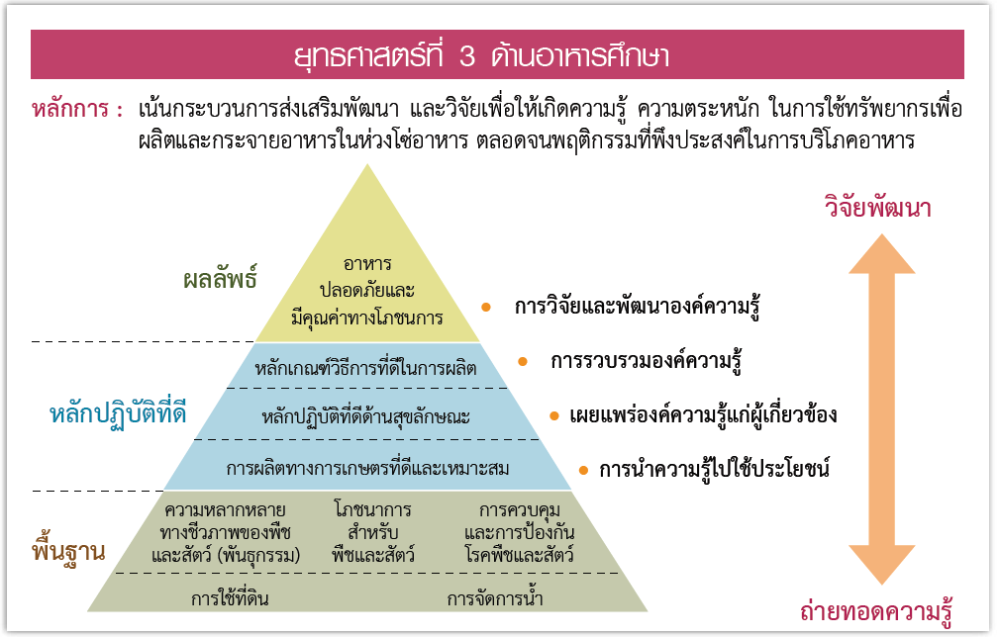 ยุทธศาสตร์ที่ 3 ด้านอาหารศึกษา
หลักการ : เน้นกระบวนการส่งเสริมพัฒนา และวิจัยเพื่อให้เกิดความรู้ ความตระหนัก ในการใช้ทรัพยากรเพื่อ
ผลิตและกระจายอาหารในห่วงโซ่อาหาร ตลอดจนพฤติกรรมที่พึงประสงค์ในการบริโภคอาหาร
ผลลัพธ์
อาหาร
ปลอดภัยและ
มีคุณค่าทางโภชนาการ
หลักปฏิบัติที่ดี
หลักเกณฑ์วิธีการที่ดีในการผลิต
หลักปฏิบัติที่ดีด้านสุขลักษณะ
การผลิตทางการเกษตรที่ดีและเหมาะสม
พื้นฐาน
ความหลากหลาย
ทางชีวภาพของพืช
และสัตว์ (พันธุกรรม)
โภชนาการ
สำหรับ
พืชและสัตว์
การควบคุม
และการป้องกัน
โรคพืชและสัตว์
การใช้ที่ดิน
การจัดการน้ำ
• การวิจัยและพัฒนาองค์ความรู้
• การรวบรวมองค์ความรู้
• เผยแพร่องค์ความรู้แก่ผู้เกี่ยวข้อง
• การนำความรู้ไปใช้ประโยชน์
วิจัยพัฒนา
ถ่ายทอดความรู้